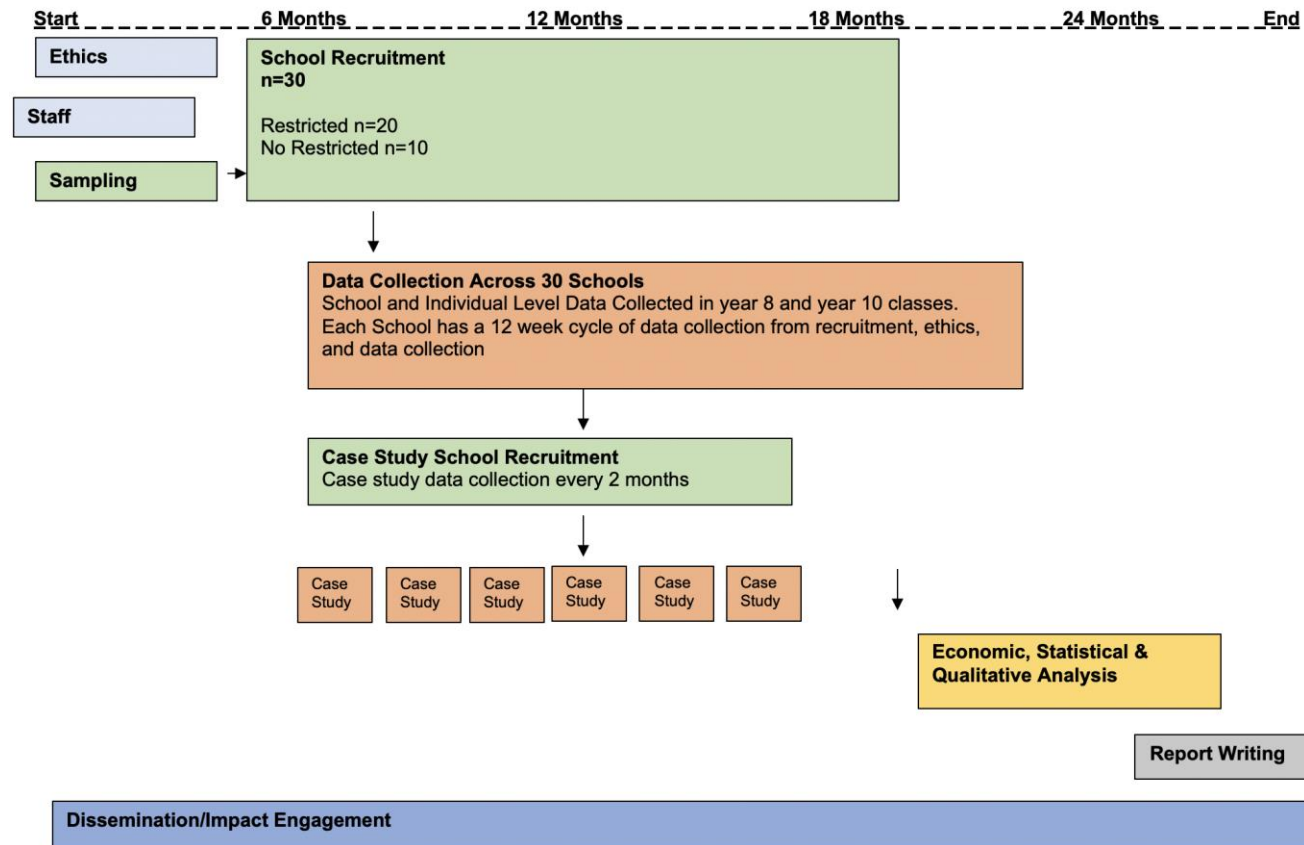 Start 6 Months 12 Months 18 Months 24 Months End
Ethics
Staff
Sampling
School Recruitment
n=30
Restricted n=20
No Restricted n=10
Data Collection Across 30 Schools
School and Individual Level Data Collected in year 8 and year 10 classes.
Each School has a 12 week cycle of data collection from recruitment, ethics,
and data collection
Case Study School Recruitment
Case study data collection every 2 months
Case
Study
Case
Study
Case
Study
Case
Study
Case
Study
Case
Study
Economic, Statistical &
Qualitative Analysis
Report Writing
Dissemination/Impact Engagement